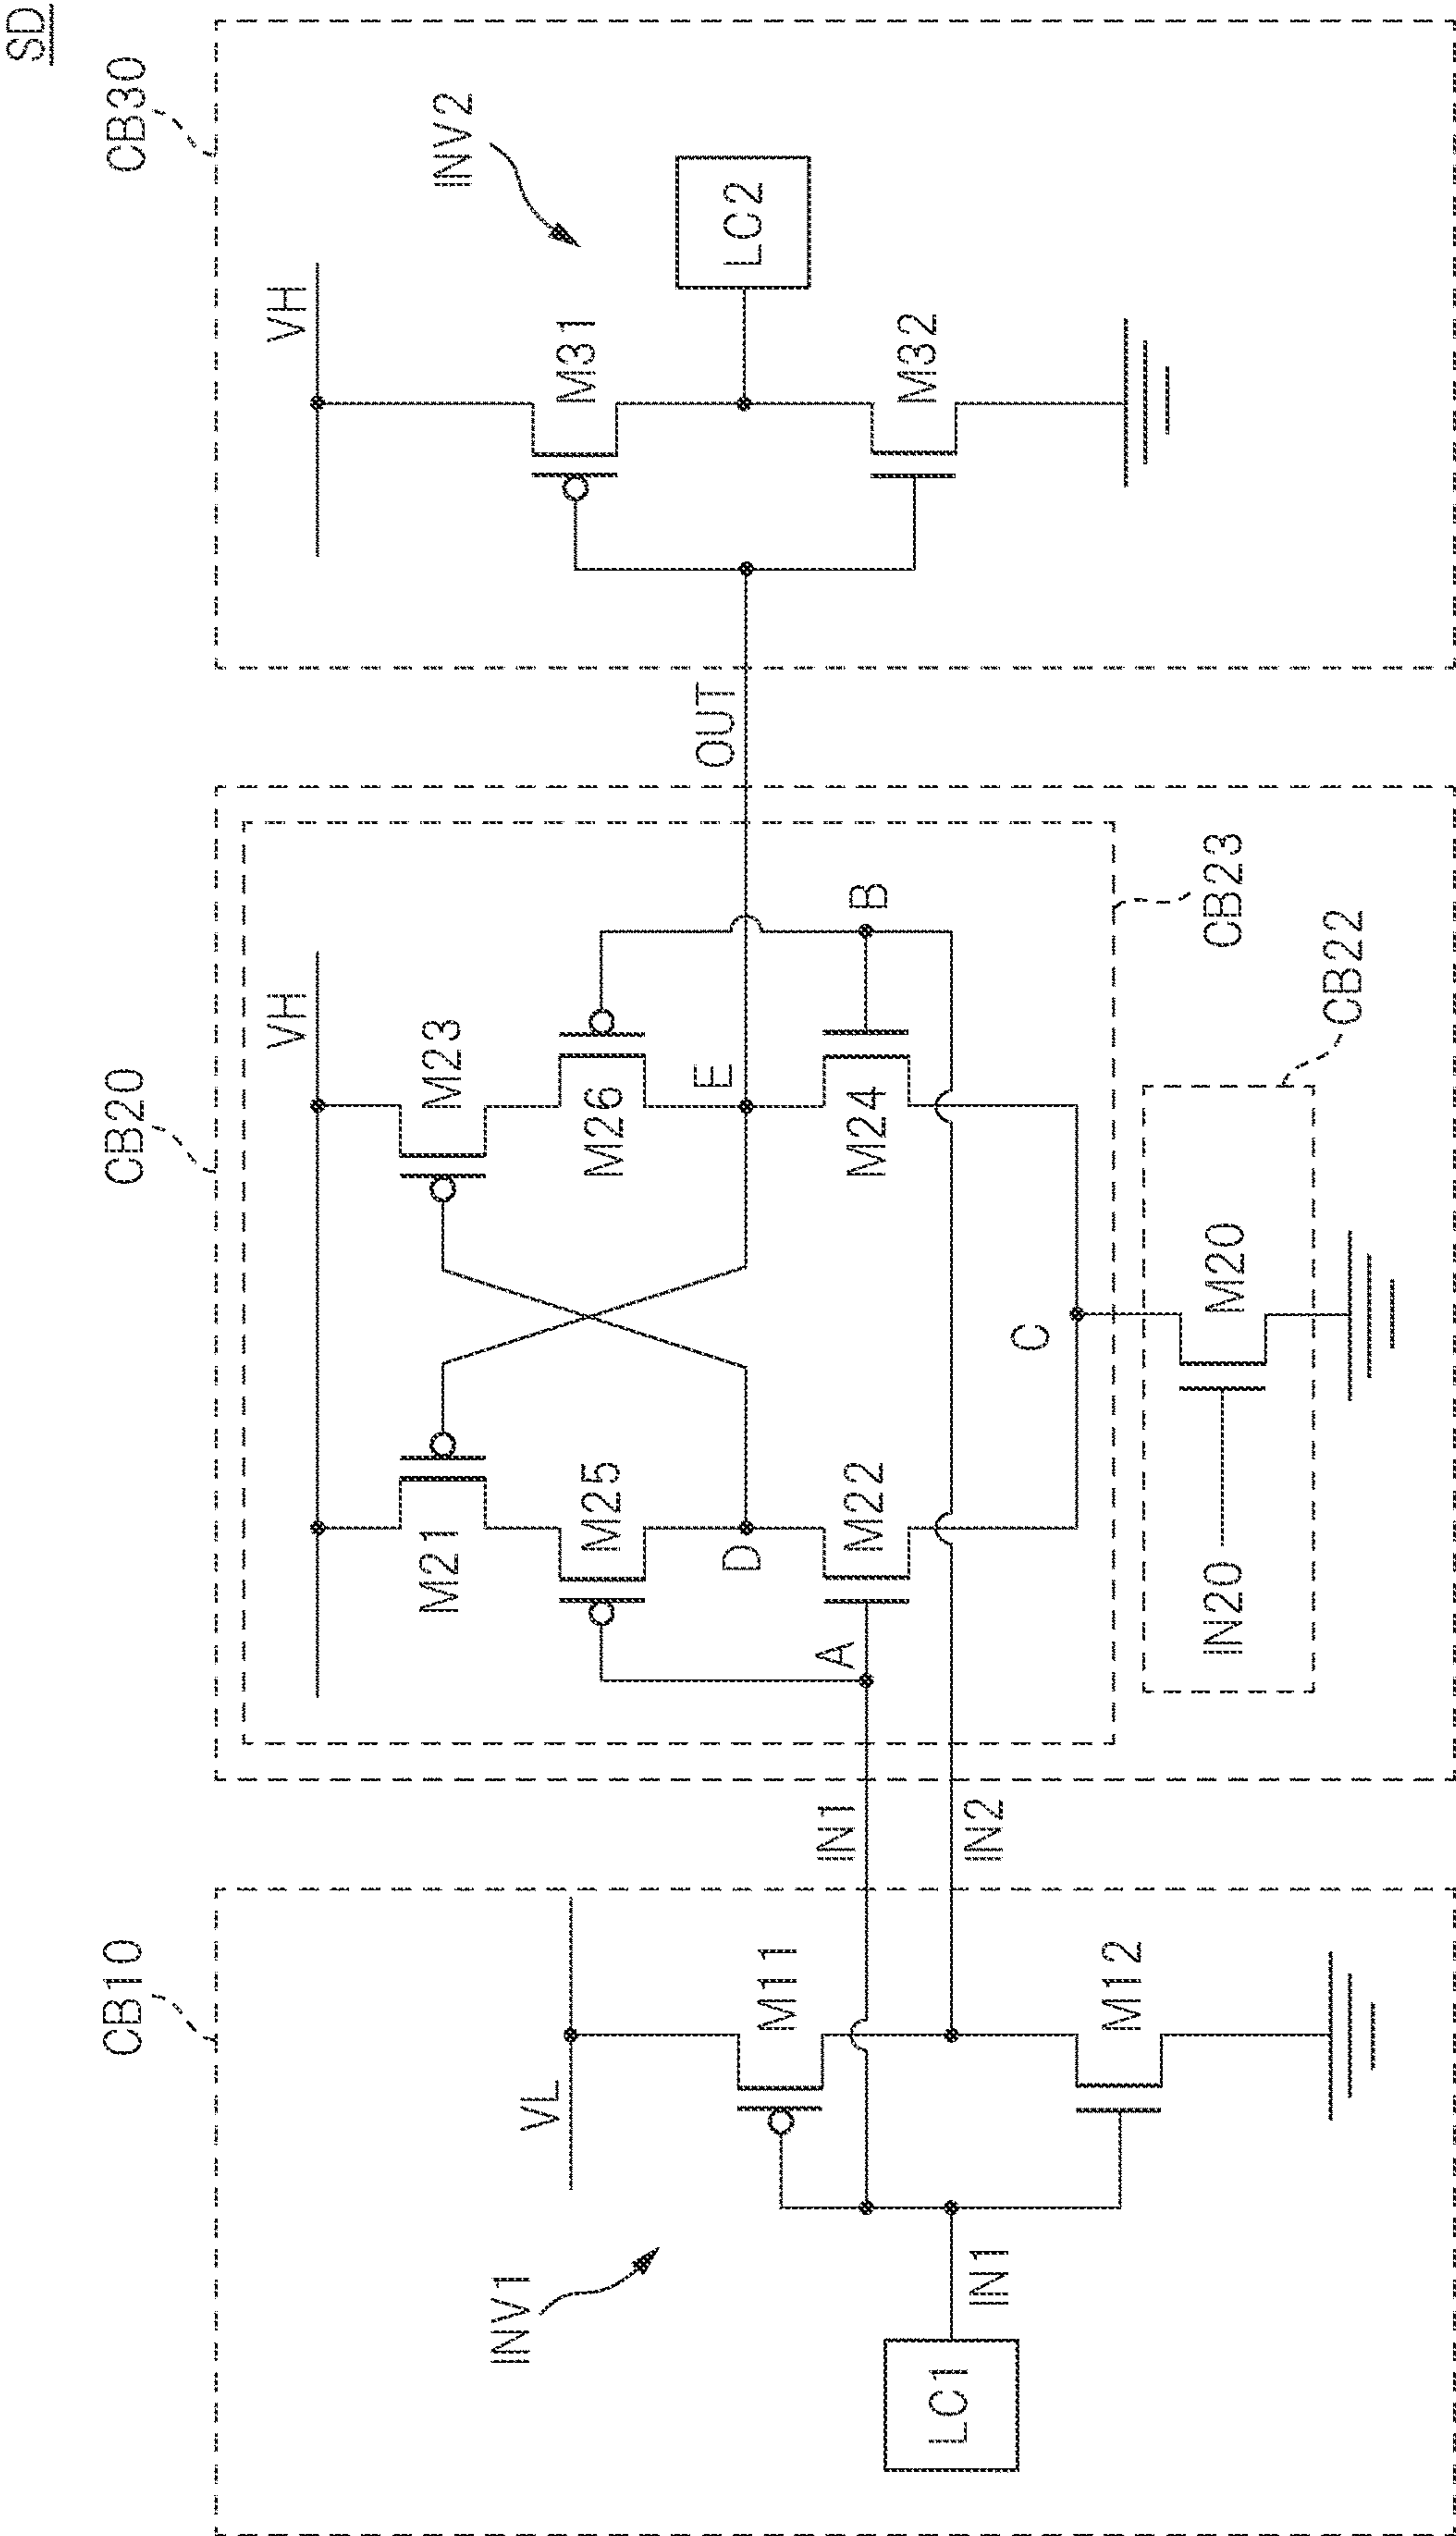 SD
CB10
VL
INV1
M11
M12
LC1
IN1
IN1
IN2
CB20
VH
M21
M23
M25
M26
D
E
OUT
A
M22
M24
B
C
IN20
M20
CB22
CB23
CB30
VH
INV2
M31
LC2
M32